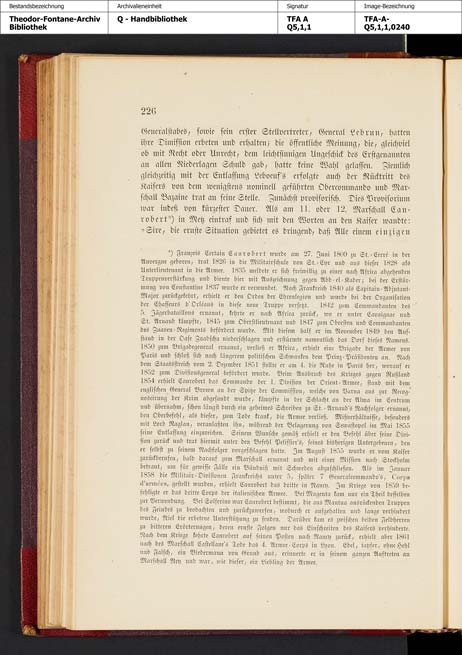 Bestandsbezeichnung
Theodor-Fontane-Archiv
Bibliothek
Archivalieneinheit
Q - Handbibliothek
Signatur
TFA A
Q5,1,1
Image-Bezeichnung
TFA-A-
Q5,1,1,0240
226
Generalstabes, sowie sein erster Stellvertreter, General Lebrun, hatten
ihre Dimission erbeten und erhalten; die öffentliche Meinung, die, gleichviel
ob mit Recht oder Unrecht, dem leichtsinnigen Ungeschick des Erstgenannten
an allen Niederlagen Schuld gab, hatte keine Wahl gelassen. Ziemlich
gleichzeitig mit der Entlassung Leboeuf's erfolgte auch der Rücktritt des
Kaisers von dem wenigstens nominell geführten Obercommando und Mar-
schall Bazaine trat an seine Stelle. Zunächst provisorisch. Dies Provisorium
war indeß von kürzester Dauer. Als am 11. oder 12. Marschall Can-
robert*) in Metz eintraf und sich mit den Worten an den Kaiser wandte:
„Sire, die ernste Situation gebietet es dringend, daß Alle einem einzigen
*) François Certain Canrobert wurde am 27. Juni 1809 zu St.-Cerré in der
Auvergne geboren, trat 1826 in die Militairschule von St.-Cyr und aus dieser 1828 als
Unterlieutenant in die Armee. 1835 meldete er sich freiwillig zu einer nach Afrika abgehenden
Truppenverstärkung und focht dort mit Auszeichnung gegen Abd-el-Kader; bei der Erstür-
mung von Constantine 1837 wurde er verwundet. Nach Frankreich 1840 als Capitain-Adjutant-
Major zurückgekehrt, erhielt er den Orden der Ehrenlegion und wurde bei der Organisation
der Chasseurs d'Orléans in diese neue Truppe versetzt. 1842 zum Commandanten des
5. Jägerbataillons ernannt, kehrte er nach Afrika zurück, wo er unter Cavaignac und
St. Arnaud kämpfte, 1845 zum Oberstlieutenant und 1847 zum Obersten und Commandanten
des Zuaven-Regiments befördert wurde. Mit diesem half er im November 1849 den Auf-
stand in der Oase Zaabscha niederschlagen und erstürmte namentlich das Dorf dieses Namens.
1850 zum Brigadegeneral ernannt, verließ er Afrika, erhielt eine Brigade der Armee von
Paris und schloß sich nach längerem politischen Schwanken dem Prinz-Präsidenten an. Nach
dem Staatsstreich vom 2. Dezember 1851 stellte er am 4. die Ruhe in Paris her, worauf er
1852 zum Divisionsgeneral befördert wurde. Beim Ausbruch des Krieges gegen Rußland
1854 erhielt Canrobert das Commando der 1. Division der Orient-Armee, stand mit dem
englischen General Brown an der Spitze der Commission, welche von Varna aus zur Recog-
noscirung der Krim abgesandt wurde, kämpfte in der Schlacht an der Alma im Centrum
und übernahm, schon längst durch ein geheimes Schreiben zu St.-Arnaud's Nachfolger ernannt,
den Oberbefehl, als dieser, zum Tode krank, die Armee verließ. Mißverhältnisse, besonders
mit Lord Raglan, veranlaßten ihn, während der Belagerung von Sewastopol im Mai 1855
seine Entlassung einzureichen. Seinem Wunsche gemäß erhielt er den Befehl über seine Divi-
sion zurück und trat hiermit unter den Befehl Pelissier's, seines bisherigen Untergebenen, den
er selbst zu seinem Nachfolger vorgeschlagen hatte. Im August 1855 wurde er vom Kaiser
zurückberufen, bald darauf zum Marschall ernannt und mit einer Mission nach Stockholm
betraut, um für gewisse Fälle ein Bündniß mit Schweden abzuschließen. Als im Januar
1858 die Militair-Divisionen Frankreichs unter 5, später 7 Generalcommando's, Corps
d'armées, gestellt wurden, erhielt Canrobert das dritte in Nancy. Im Kriege von 1859 be-
fehligte er das dritte Corps der italienischen Armee. Bei Magenta kam nur ein Theil desselben
zur Verwendung. Bei Solferino war Canrobert bestimmt, die aus Mantua ausrückenden Truppen
des Feindes zu beobachten und zurückzuwerfen; wodurch er aufgehalten und lange verhindert
wurde, Niel die erbetene Unterstützung zu senden. Darüber kam es zwischen beiden Feldherren
zu bitteren Erörterungen, deren ernste Folgen nur das Einschreiten des Kaisers verhinderte.
Nach dem Kriege kehrte Canrobert auf seinen Posten nach Nancy zurück, erhielt aber 1861
nach des Marschall Castellane's Tode das 4. Armee-Corps in Lyon. Edel, tapfer, ohne Hehl
und Falsch, ein Biedermann von Grund aus, erinnerte er in seinem ganzen Auftreten an
Marschall Ney und war, wie dieser, ein Liebling der Armee.